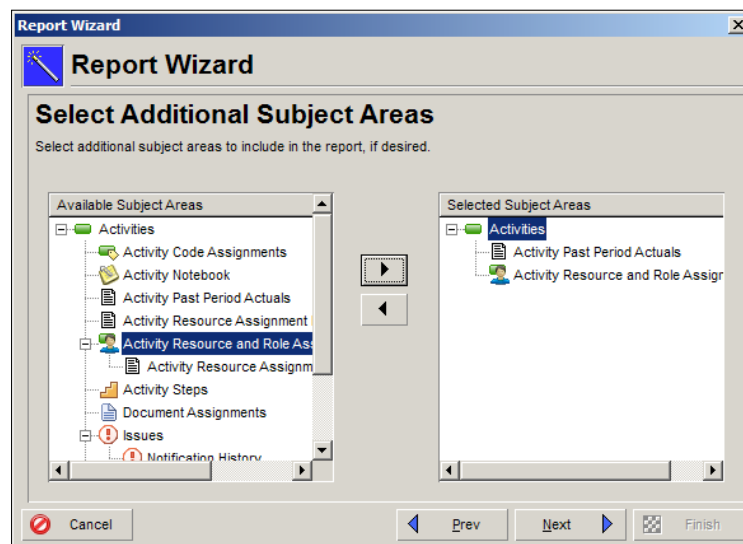 Report Wizard
Report Wizard
Select Additional Subject Areas
Select additional subject areas to include in the report, if desired.
Available Subject Areas
Activities
Activity Code Assignments
Activity Notebook
Activity Past Period Actuals
Activity Resource Assignment
Activity Resource and Role Ass
Activity Resource Assignm
Activity Steps
Document Assignments
Issues
Notification History
Selected Subject Areas
Activities
Activity Past Period Actuals
Activity Resource and Role Assign
Cancel
Prev
Next
Finish